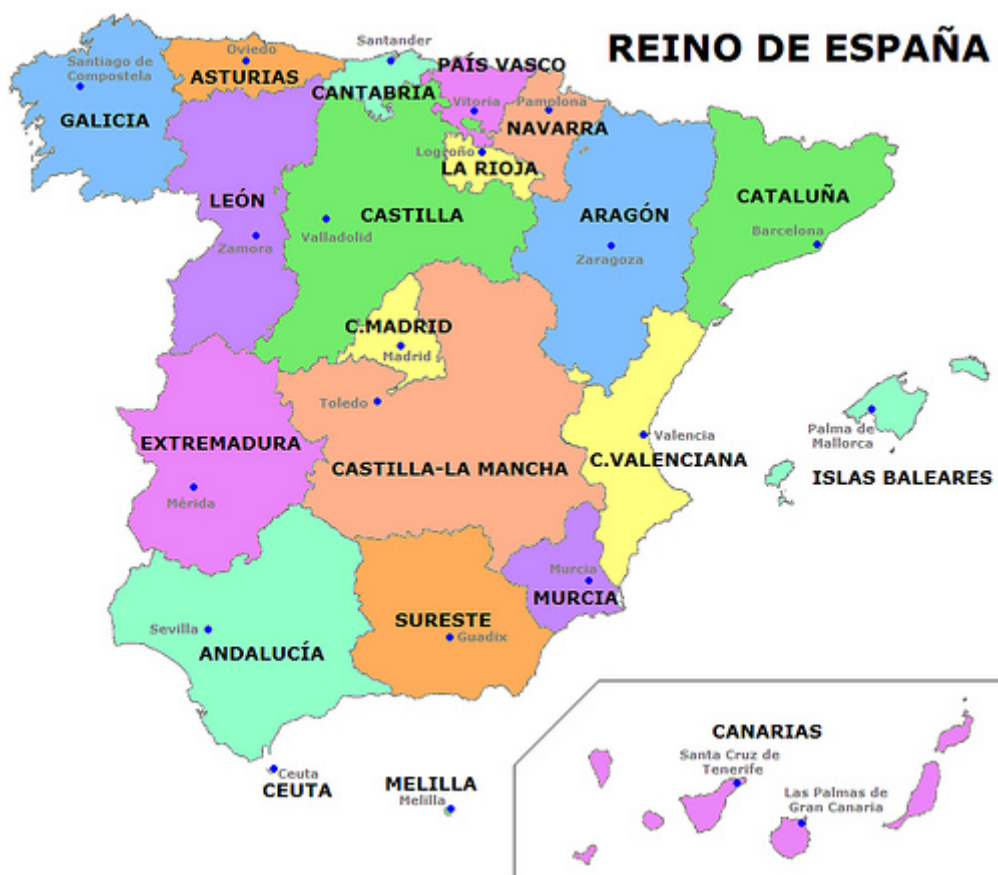 REINO DE ESPAÑA
Santander
Oviedo
PAÍS VASCO
Santiago de
Compostela
ASTURIAS
CANTABRIA
Vitoria
Pamplona
GALICIA
NAVARRA
Logroño
LA RIOJA
LEÓN
CASTILLA
ARAGÓN
CATALUÑA
Valladolid
Zamora
Zaragoza
Barcelona
C.MADRID
Madrid
Toledo
Palma de
Mallorca
EXTREMADURA
Valencia
CASTILLA-LA MANCHA
C.VALENCIANA
ISLAS BALEARES
Mérida
Murcia
MURCIA
SURESTE
Sevilla
Guadix
ANDALUCÍA
CANARIAS
Santa Cruz de
Tenerife
Ceuta
CEUTA
MELILLA
Melilla
Las Palmas de
Gran Canaria